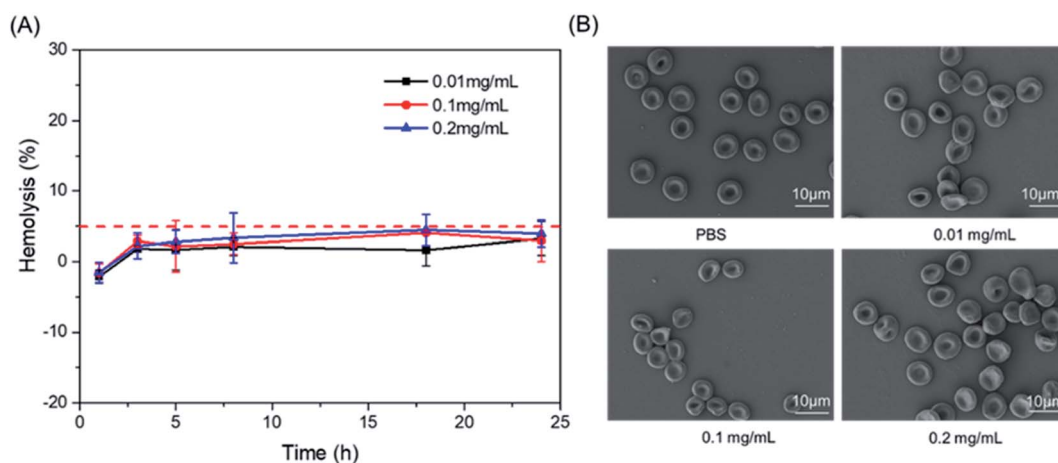 (A)
30
20
10
0
-10
-20
Hemolysis (%)
0 5 10 15 20 25
Time (h)
0.01mg/mL
0.1mg/mL
0.2mg/mL
(B)
10μm
10μm
PBS
0.01 mg/mL
10μm
10μm
0.1 mg/mL
0.2 mg/mL